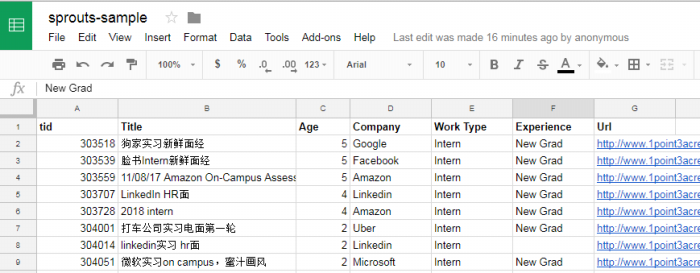 sprouts-sample
File Edit View Insert Format Data Tools Add-ons Help Last edit was made 16 minutes ago by anonymous
100% $ % .0 .00 123 Arial 10 B I S A
fx New Grad
A B C D E F G
1 tid Title Age Company Work Type Experience Url
2 303518 狗家实习新鲜面经 5 Google Intern New Grad http://www.1point3acre
3 303539 脸书Intern新鲜面经 5 Facebook Intern New Grad http://www.1point3acre
4 303559 11/08/17 Amazon On-Campus Assess 5 Amazon Intern New Grad http://www.1point3acre
5 303707 LinkedIn HR面 4 Linkedin Intern New Grad http://www.1point3acre
6 303728 2018 intern 4 Amazon Intern New Grad http://www.1point3acre
7 304001 打车公司实习电面第一轮 2 Uber Intern New Grad http://www.1point3acre
8 304014 linkedin实习 hr面 2 Linkedin Intern http://www.1point3acre
9 304051 微软实习on campus，蜜汁画风 2 Microsoft Intern New Grad http://www.1point3acre